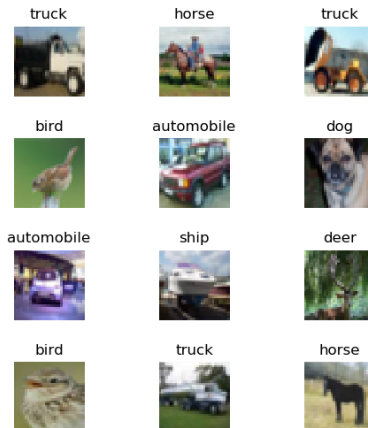 truck horse truck
bird automobile dog
automobile ship deer
bird truck horse